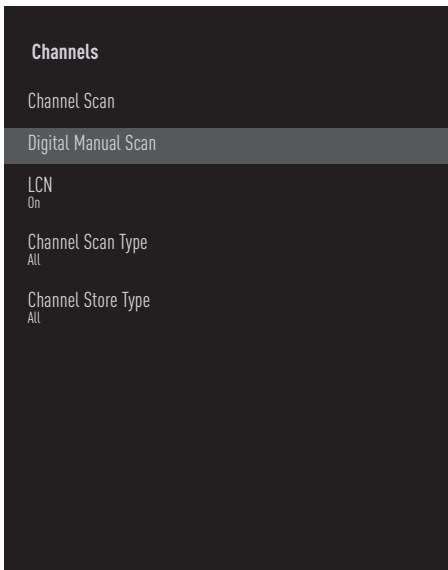 Channels
Channel Scan
Digital Manual Scan
LCN
On
Channel Scan Type
All
Channel Store Type
All